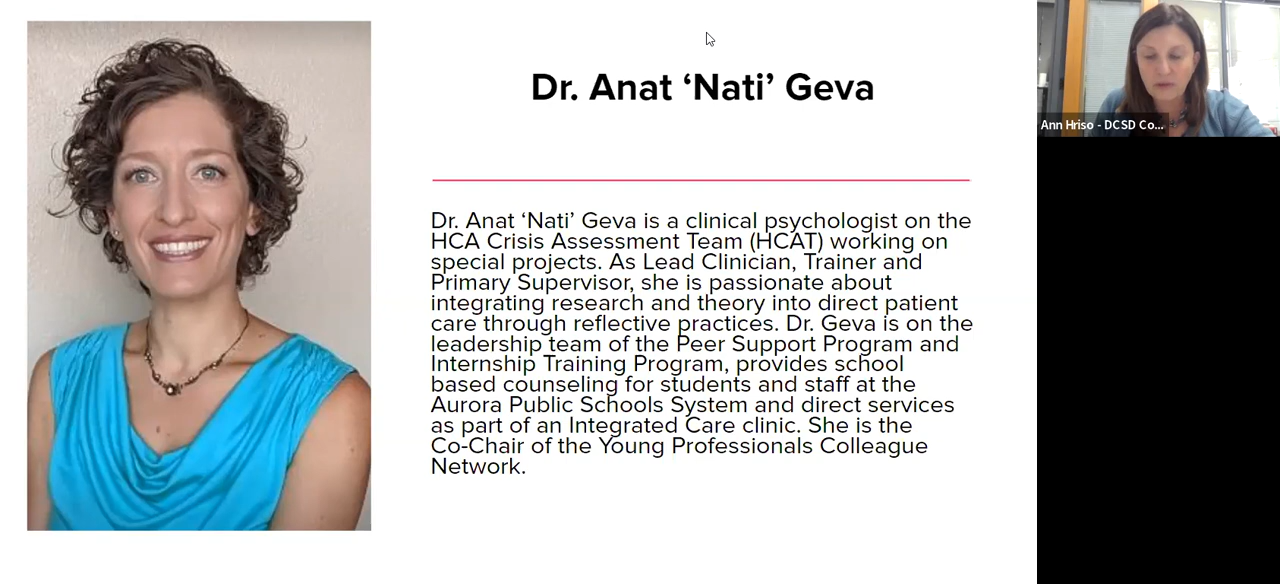 Dr. Anat ‘Nati’ Geva
Dr. Anat ‘Nati’ Geva is a clinical psychologist on the
HCA Crisis Assessment Team (HCAT) working on
special projects. As Lead Clinician, Trainer and
Primary Supervisor, she is passionate about
integrating research and theory into direct patient
care through reflective practices. Dr. Geva is on the
leadership team of the Peer Support Program and
Internship Training Program, provides school
based counseling for students and staff at the
Aurora Public Schools System and direct services
as part of an Integrated Care clinic. She is the
Co-Chair of the Young Professionals Colleague
Network.
Ann Hriso - DCSD Co...